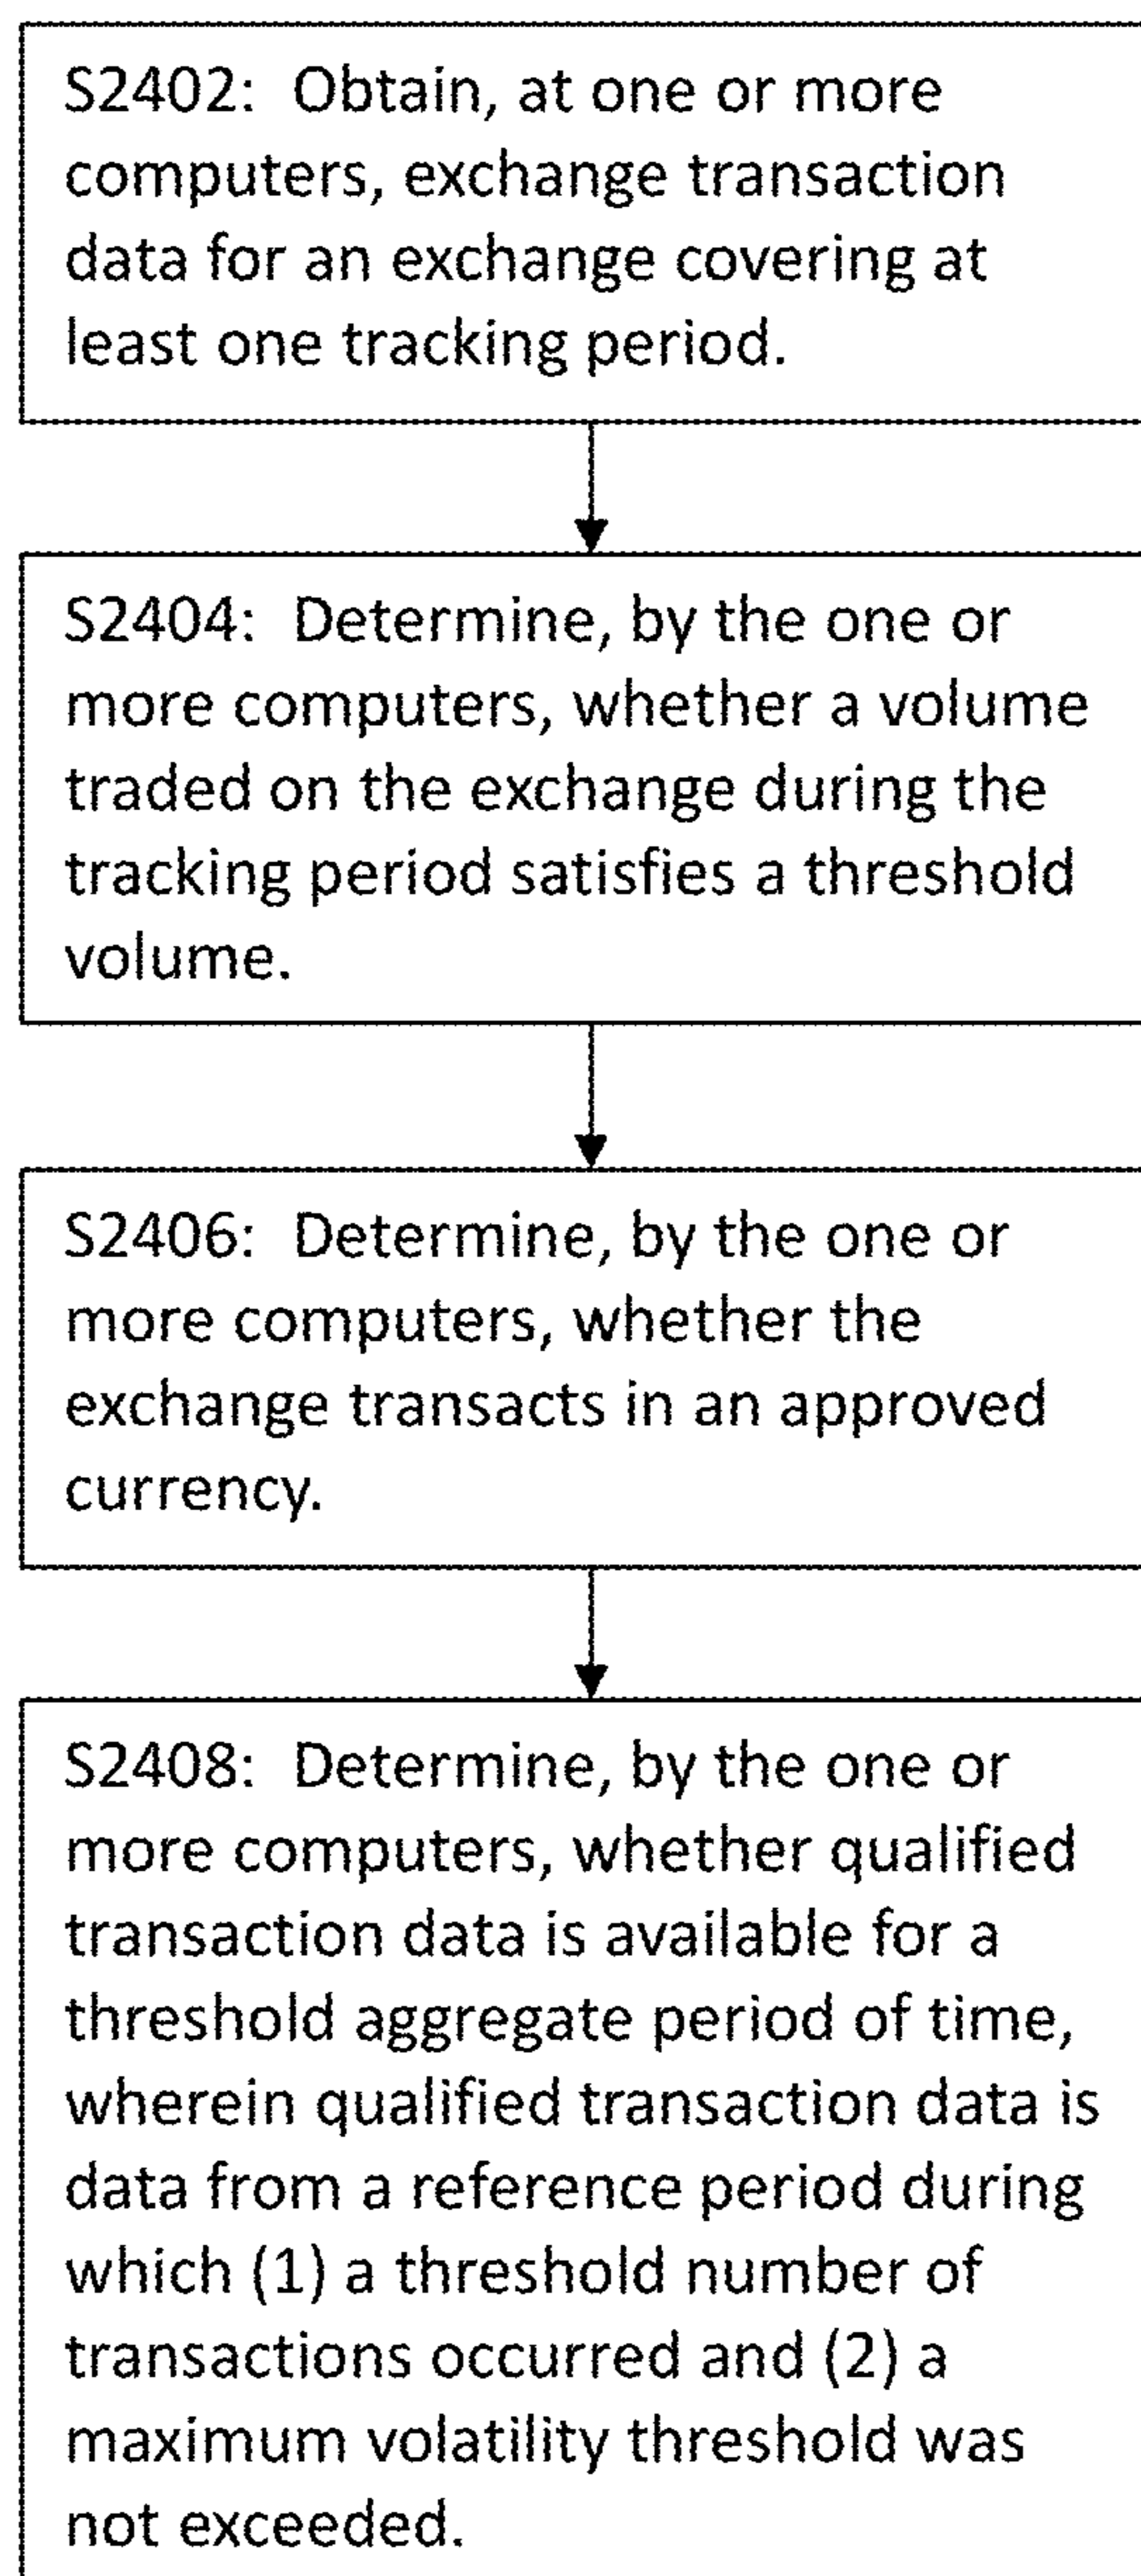 S2402:  Obtain, at one or more
computers, exchange transaction
data for an exchange covering at
least one tracking period.
S2404:  Determine, by the one or
more computers, whether a volume
traded on the exchange during the
tracking period satisfies a threshold
volume.
S2406:  Determine, by the one or
more computers, whether the
exchange transacts in an approved
currency.
S2408:  Determine, by the one or
more computers, whether qualified
transaction data is available for a
threshold aggregate period of time,
wherein qualified transaction data is
data from a reference period during
which (1) a threshold number of
transactions occurred and (2) a
maximum volatility threshold was
not exceeded.